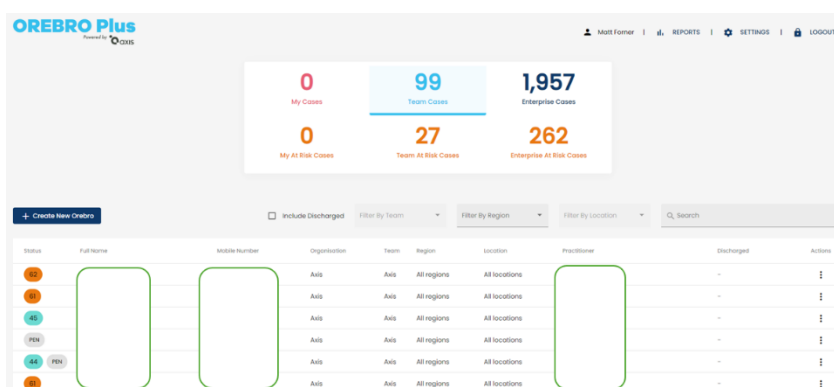 OREBRO Plus
Powered by axis
Matt Forner | REPORTS | SETTINGS | LOGOUT
0 99 1,957
My Cases Team Cases Enterprise Cases
0 27 262
My At Risk Cases Team At Risk Cases Enterprise At Risk Cases
+ Create New Orebro Include Discharged Filter By Team Filter By Region Filter By Location Search
Status Full Name Mobile Number Organisation Team Region Location Practitioner Discharged Actions
62 Axis Axis All regions All locations -
61 Axis Axis All regions All locations -
45 Axis Axis All regions All locations -
PEN Axis Axis All regions All locations -
44 PEN Axis Axis All regions All locations -
61 Axis Axis All regions All locations -